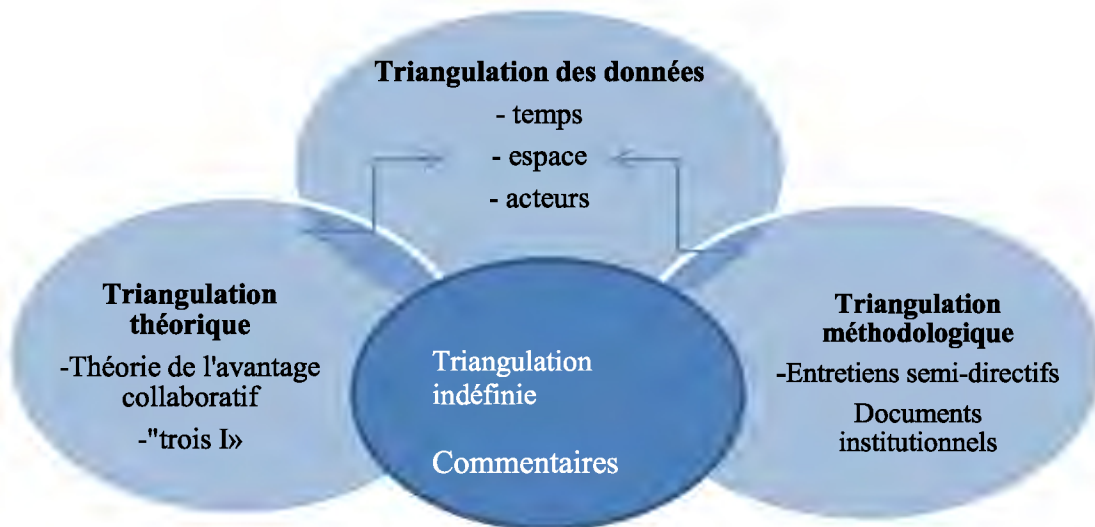 Triangulation des données
- temps
- espace
- acteurs
Triangulation
théorique
-Théorie de l'avantage
collaboratif
-"trois I»
Triangulation
indéfinie
Commentaires
Triangulation
méthodologique
-Entretiens semi-directifs
Documents
institutionnels